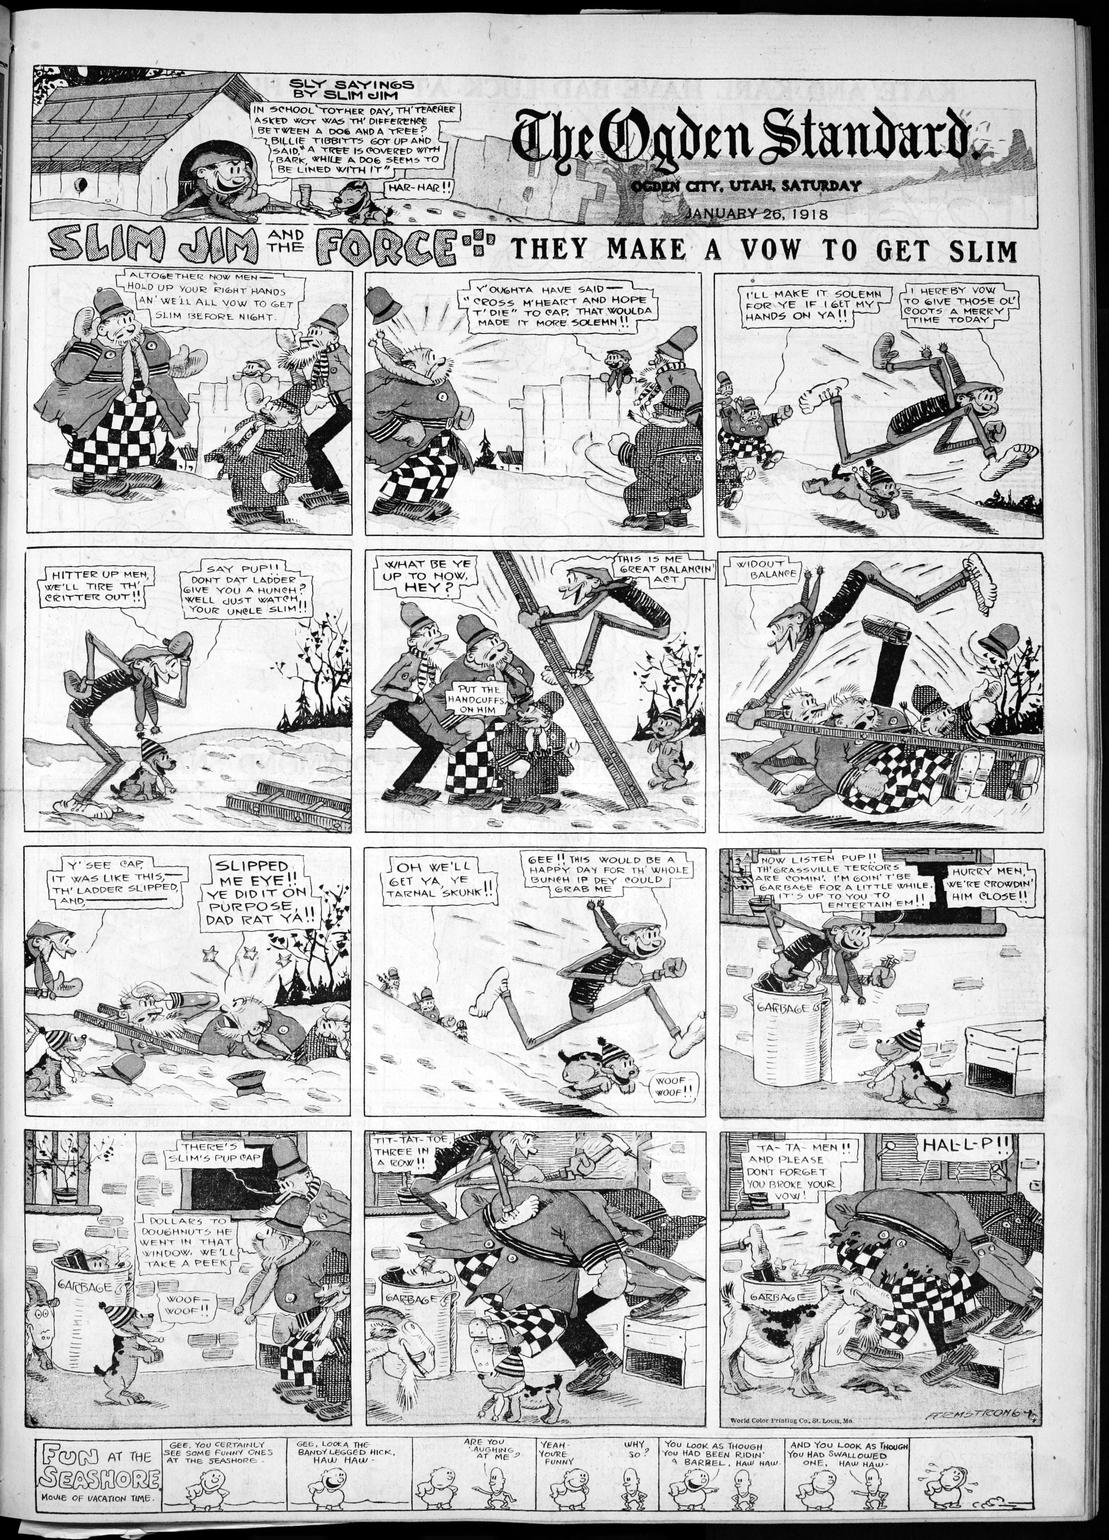 SLY SAYINGS
BY SLIM JIM
IN SCHOOL TOTHER DAY, TH' TEACHER
ASKED WOT WAS TH' DIFFERENCE
BETWEEN A DOG AND A TREE?
BILLIE TIBBITTS GOT UP AND
SAID, "A TREE IS COVERED WITH
BARK, WHILE A DOG SEEMS TO
BE LINED WITH IT"
HAR-HAR!!
The Ogden Standard.
OGDEN CITY, UTAH, SATURDAY
JANUARY 26, 1918
SLIM JIM AND THE FORCE THEY MAKE A VOW TO GET SLIM
ALTOGETHER NOW MEN—
HOLD UP YOUR RIGHT HANDS
AN' WE'LL ALL VOW TO GET
SLIM BEFORE NIGHT.
Y'OUGHTA HAVE SAID—
"CROSS M'HEART AND HOPE
T'DIE" TO CAP. THAT WOULDA
MADE IT MORE SOLEMN!!
I'LL MAKE IT SOLEMN
FOR YE IF I GET MY
HANDS ON YA!!
I HEREBY VOW
TO GIVE THOSE OL'
COOTS A MERRY
TIME TODAY
HITTER UP MEN,
WE'LL TIRE TH'
CRITTER OUT!!
SAY PUP!!
DONT DAT LADDER
GIVE YOU A HUNCH?
WELL JUST WATCH
YOUR UNCLE SLIM!!
WHAT BE YE
UP TO NOW,
HEY?
THIS IS ME
GREAT BALANCIN'
ACT
PUT THE
HANDCUFFS
ON HIM
WIDOUT
BALANCE
Y' SEE CAP,
IT WAS LIKE THIS,
TH' LADDER SLIPPED,
AND————
SLIPPED,
ME EYE!!
YE DID IT ON
PURPOSE,
DAD RAT YA!!
OH WE'LL
GET YA, YE
TARNAL SKUNK!!
GEE!! THIS WOULD BE A
HAPPY DAY FOR TH' WHOLE
BUNCH IF DEY COULD
GRAB ME
WOOF
WOOF!!
NOW LISTEN PUP!!
TH' GRASSVILLE TERRORS
ARE COMIN'. I'M GOIN' T'BE
GARBAGE FOR A LITTLE WHILE.
IT'S UP TO YOU TO
ENTERTAIN EM!!
HURRY MEN,
WE'RE CROWDIN'
HIM CLOSE!!
GARBAGE
THERE'S
SLIM'S PUP CAP
DOLLARS TO
DOUGHNUTS HE
WENT IN THAT
WINDOW. WE'LL
TAKE A PEEK
GARBAGE
WOOF—
WOOF!!
TIT-TAT-TOE,
THREE IN
A ROW!!
GARBAGE
TA-TA-MEN!!
AND PLEASE
DONT FORGET
YOU BROKE YOUR
VOW!
HAL-L-P!!
GARBAGE
World Color Printing Co., St. Louis, Mo.
ARMSTRONG
FUN AT THE
SEASHORE
MOVIE OF VACATION TIME.
GEE, YOU CERTAINLY
SEE SOME FUNNY ONES
AT THE SEASHORE.
GEE, LOOKA THE
BANDY LEGGED HICK,
HAW HAW-
ARE YOU
LAUGHING
AT ME?
YEAH-
YOU'RE
FUNNY
WHY
SO?
YOU LOOK AS THOUGH
YOU HAD BEEN RIDIN'
A BARREL, HAW HAW.
AND YOU LOOK AS THOUGH
YOU HAD SWALLOWED
ONE, HAW HAW-